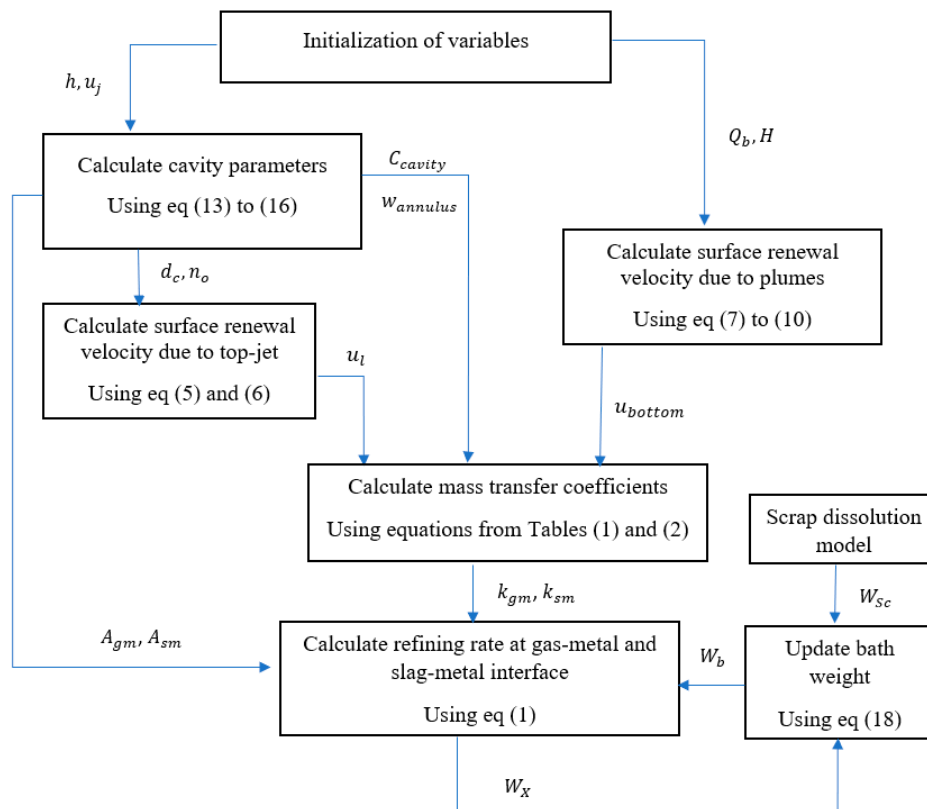 Initialization of variables
h, u_j
Q_b, H
Calculate cavity parameters
Using eq (13) to (16)
C_cavity
w_annulus
Calculate surface renewal
velocity due to plumes
Using eq (7) to (10)
d_c, n_o
Calculate surface renewal
velocity due to top-jet
Using eq (5) and (6)
u_l
u_bottom
Calculate mass transfer coefficients
Using equations from Tables (1) and (2)
Scrap dissolution
model
k_gm, k_sm
W_Sc
A_gm, A_sm
Calculate refining rate at gas-metal and
slag-metal interface
Using eq (1)
W_b
Update bath
weight
Using eq (18)
W_X